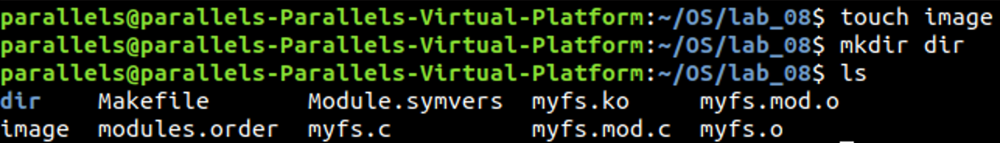 parallels@parallels-Parallels-Virtual-Platform:~/OS/lab_08$ touch image
parallels@parallels-Parallels-Virtual-Platform:~/OS/lab_08$ mkdir dir
parallels@parallels-Parallels-Virtual-Platform:~/OS/lab_08$ ls
dir    Makefile       Module.symvers  myfs.ko     myfs.mod.o
image  modules.order  myfs.c          myfs.mod.c  myfs.o